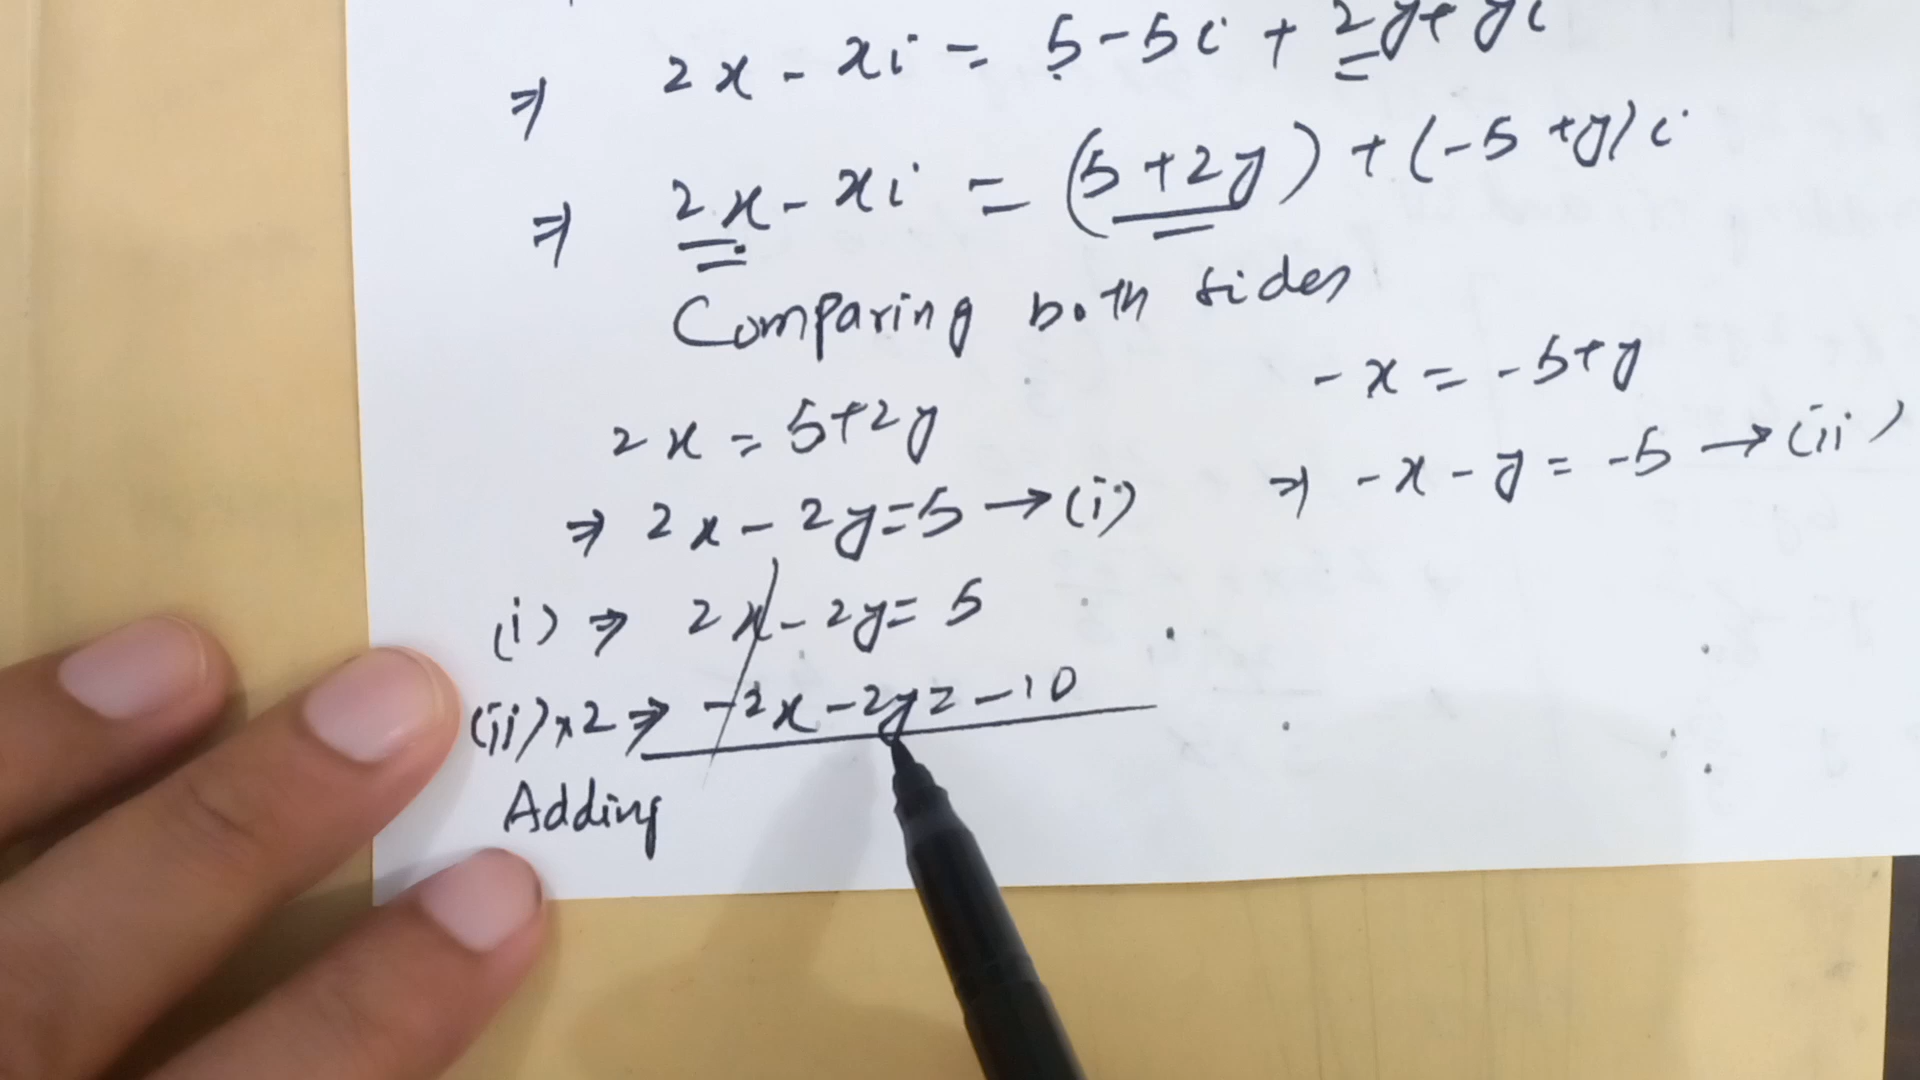 ⇒ 2x - xi = 5 - 5i + 2y + yi
⇒ 2x - xi = (5 + 2y) + (-5 + y)i
Comparing both sides
2x = 5+2y
-x = -5+y
⇒ 2x - 2y = 5 → (i)
⇒ -x - y = -5 → (ii)
(i) ⇒ 2x - 2y = 5
(ii) × 2 ⇒ -2x - 2y = -10
Adding